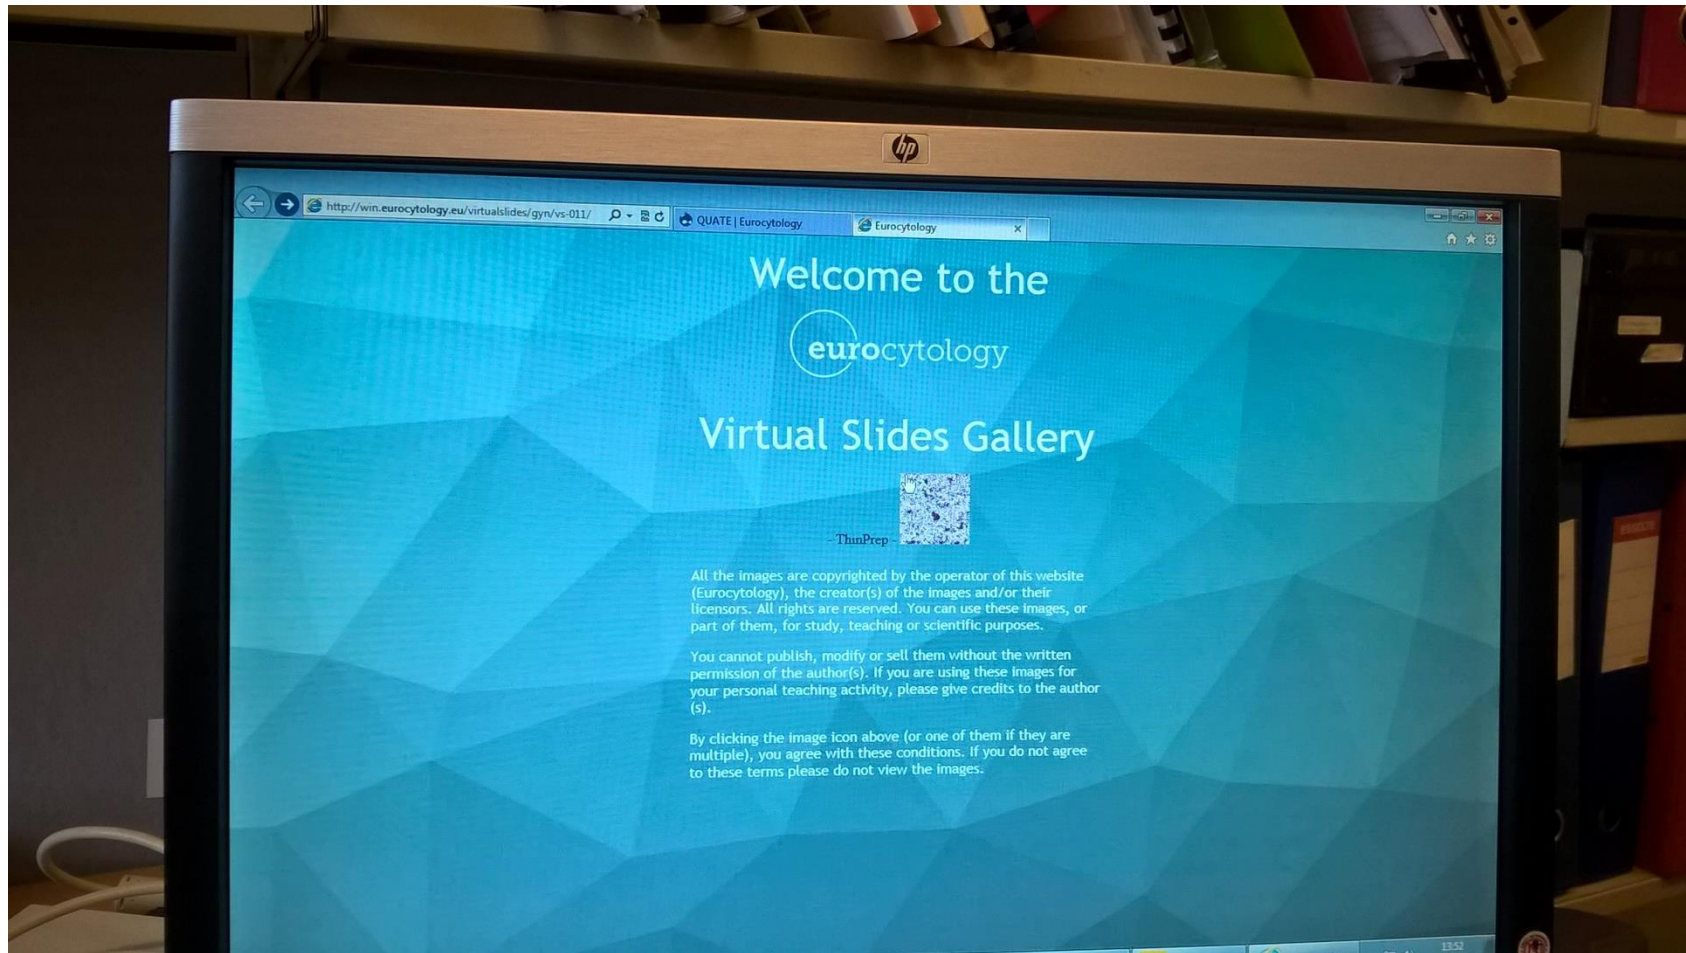 hp
http://win.eurocytology.eu/virtualslides/gyn/vs-011/
QUATE | Eurocytology
Eurocytology
Welcome to the
eurocytology
Virtual Slides Gallery
- ThinPrep -
All the images are copyrighted by the operator of this website
(Eurocytology), the creator(s) of the images and/or their
licensors. All rights are reserved. You can use these images, or
part of them, for study, teaching or scientific purposes.
You cannot publish, modify or sell them without the written
permission of the author(s). If you are using these images for
your personal teaching activity, please give credits to the author
(s).
By clicking the image icon above (or one of them if they are
multiple), you agree with these conditions. If you do not agree
to these terms please do not view the images.
13:52